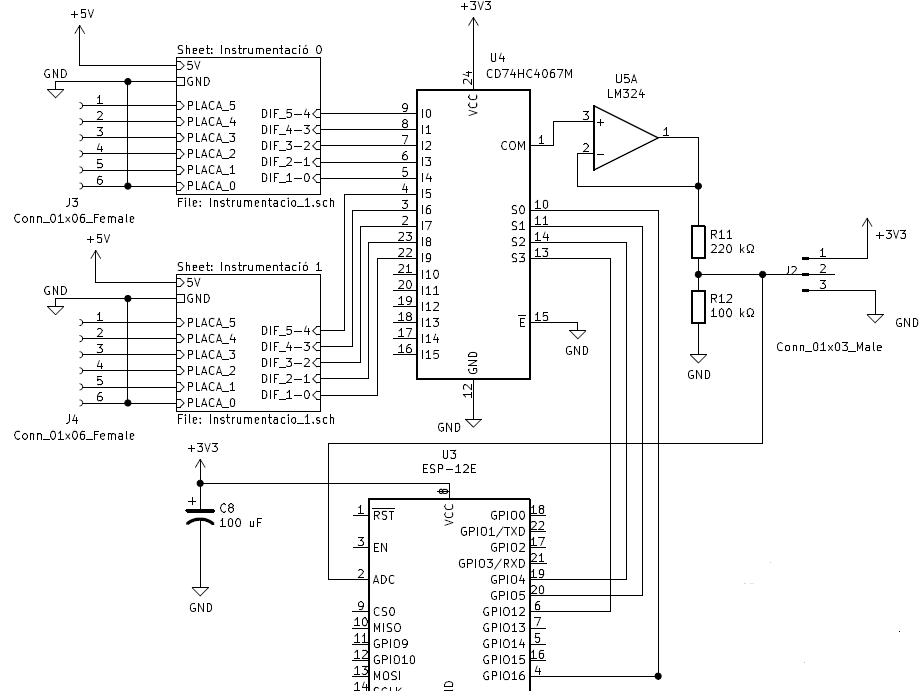 +3V3
+5V
Sheet: Instrumentació 0
5V
GND
GND
1 PLACA_5
2 PLACA_4
3 PLACA_3
4 PLACA_2
5 PLACA_1
6 PLACA_0
DIF_5-4
DIF_4-3
DIF_3-2
DIF_2-1
DIF_1-0
J3
Conn_01x06_Female
File: Instrumentacio_1.sch
+5V
Sheet: Instrumentació 1
5V
GND
GND
1 PLACA_5
2 PLACA_4
3 PLACA_3
4 PLACA_2
5 PLACA_1
6 PLACA_0
DIF_5-4
DIF_4-3
DIF_3-2
DIF_2-1
DIF_1-0
J4
Conn_01x06_Female
File: Instrumentacio_1.sch
U4
CD74HC4067M
24
VCC
9 I0
8 I1
7 I2
6 I3
5 I4
4 I5
3 I6
2 I7
23 I8
22 I9
21 I10
20 I11
19 I12
18 I13
17 I14
16 I15
COM 1
S0 10
S1 11
S2 14
S3 13
E 15
GND
GND
12
GND
U5A
LM324
3 +
2 -
1
R11
220 kΩ
R12
100 kΩ
GND
J2
1
2
3
+3V3
GND
Conn_01x03_Male
+3V3
+
C8
100 uF
GND
U3
ESP-12E
8
VCC
1 RST
3 EN
2 ADC
9 CS0
10 MISO
11 GPIO9
12 GPIO10
13 MOSI
14 SCLK
GPIO0 18
GPIO1/TXD 22
GPIO2 17
GPIO3/RXD 21
GPIO4 19
GPIO5 20
GPIO12 6
GPIO13 7
GPIO14 5
GPIO15 16
GPIO16 4